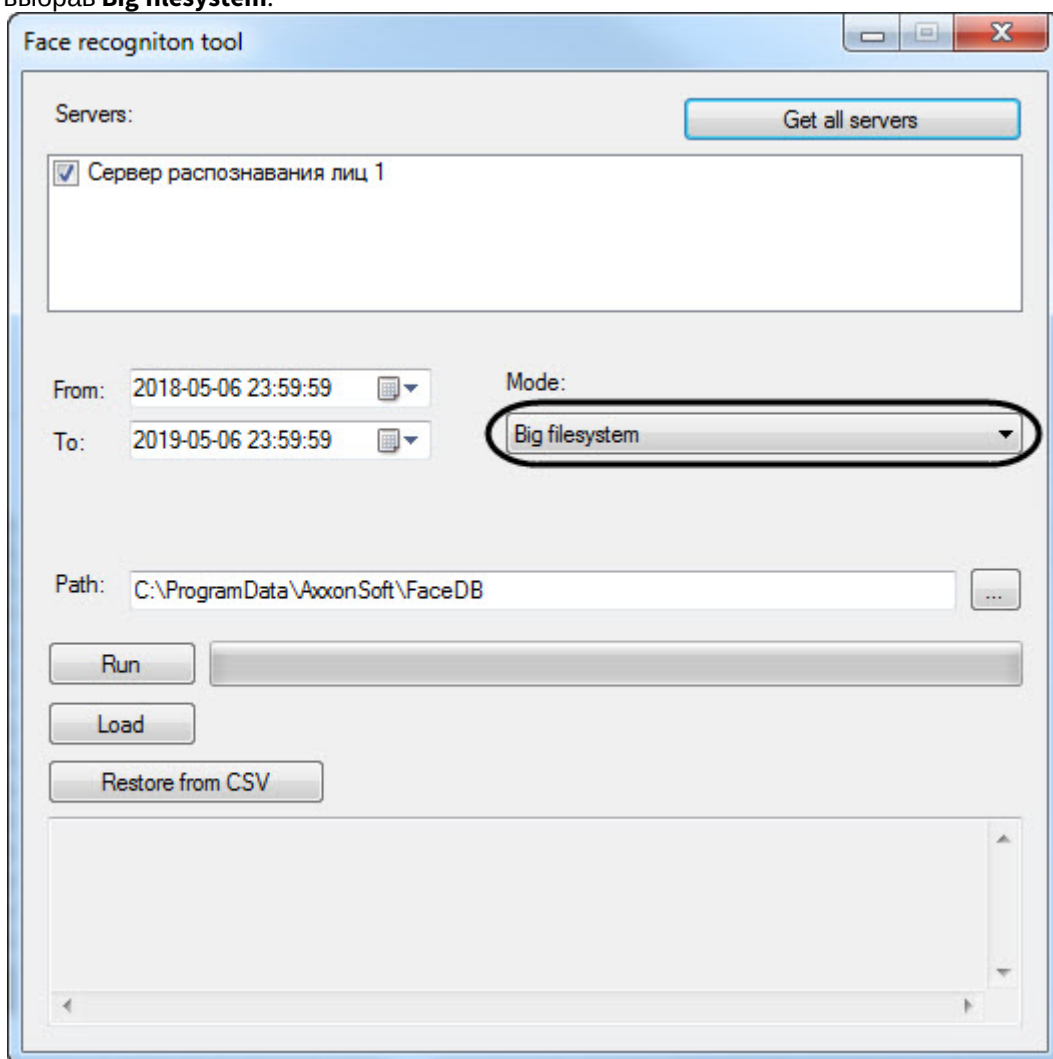 выбрав Big filesystem.
Face recogniton tool
Servers:
Get all servers
Сервер распознавания лиц 1
From: 2018-05-06 23:59:59
Mode:
To: 2019-05-06 23:59:59
Big filesystem
Path: C:\ProgramData\AxxonSoft\FaceDB
...
Run
Load
Restore from CSV